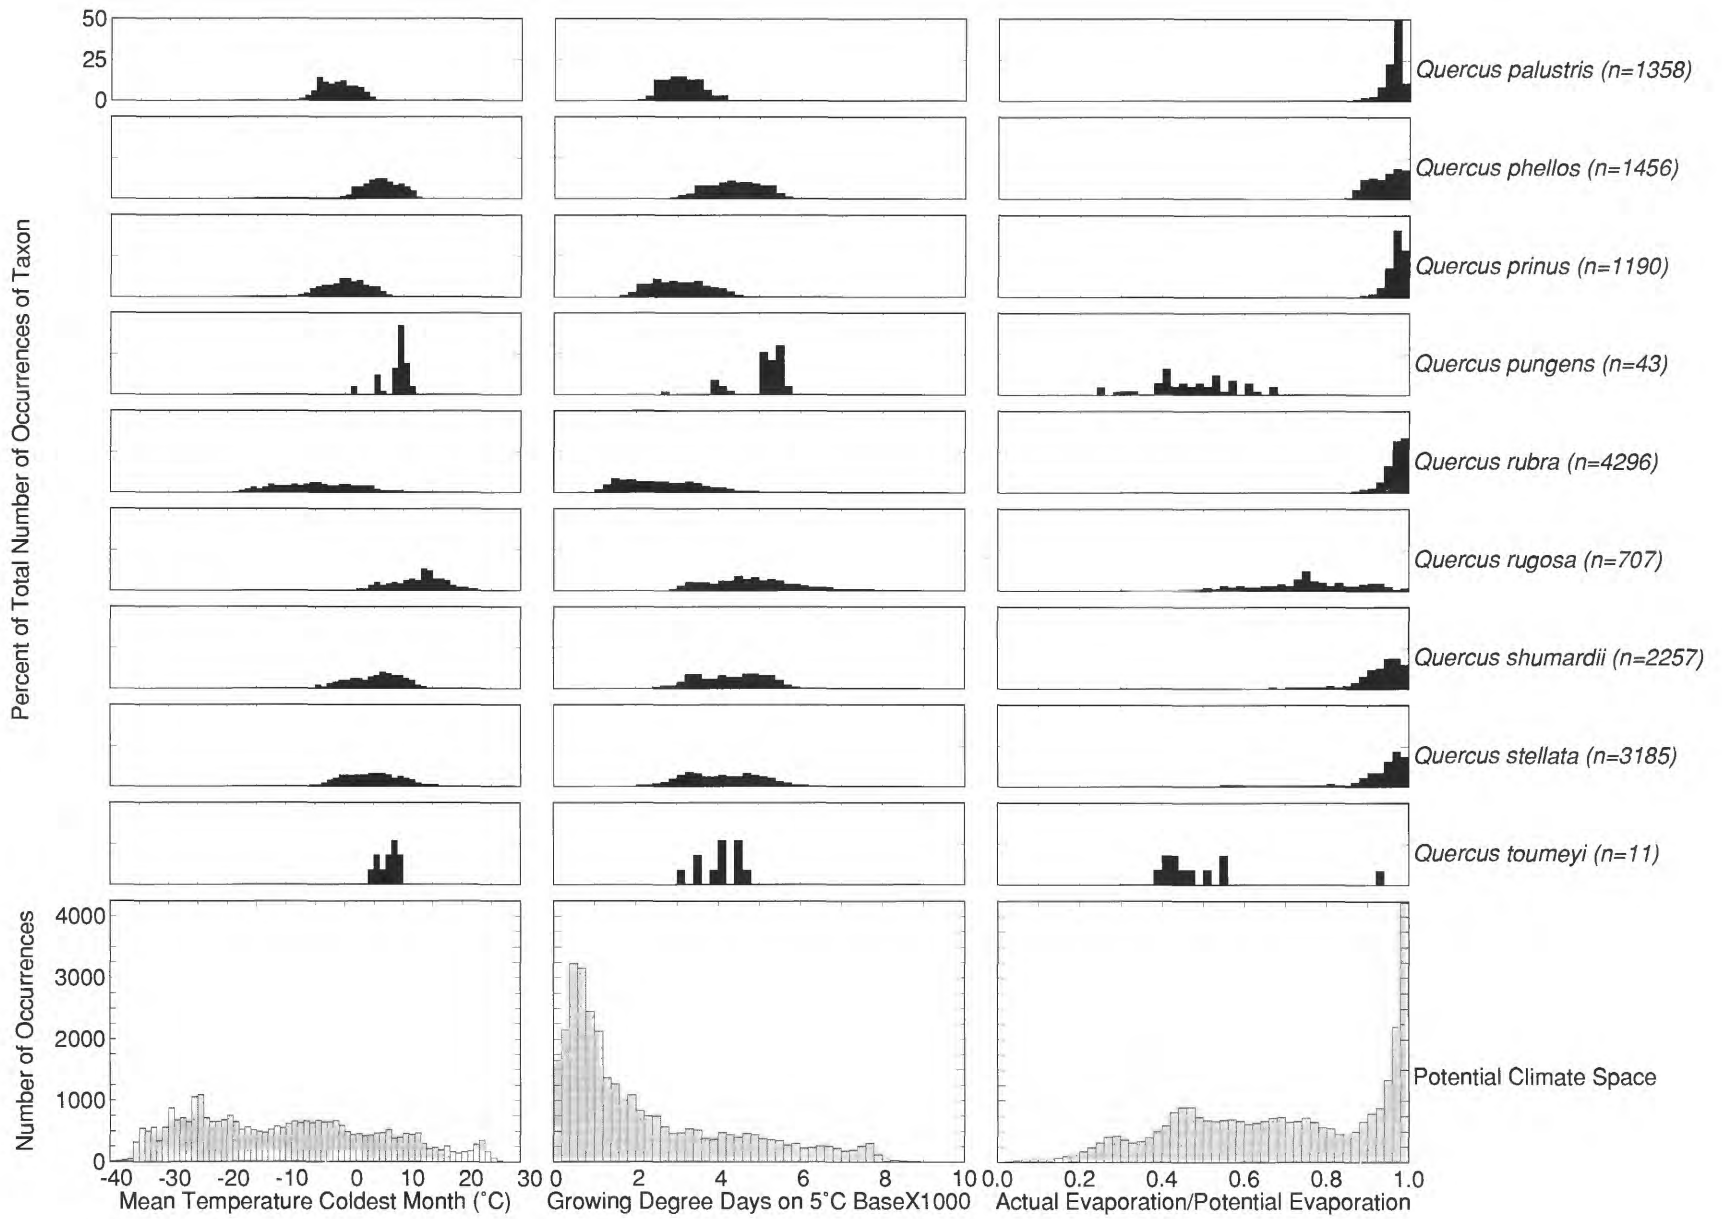 50
25
0
Quercus palustris (n=1358)
Quercus phellos (n=1456)
Quercus prinus (n=1190)
Quercus pungens (n=43)
Quercus rubra (n=4296)
Quercus rugosa (n=707)
Quercus shumardii (n=2257)
Quercus stellata (n=3185)
Quercus toumeyi (n=11)
Percent of Total Number of Occurrences of Taxon
4000
3000
2000
1000
0
Number of Occurrences
Potential Climate Space
-40 -30 -20 -10 0 10 20 30
0 2 4 6 8 10
0.0 0.2 0.4 0.6 0.8 1.0
Mean Temperature Coldest Month (°C)
Growing Degree Days on 5°C BaseX1000
Actual Evaporation/Potential Evaporation